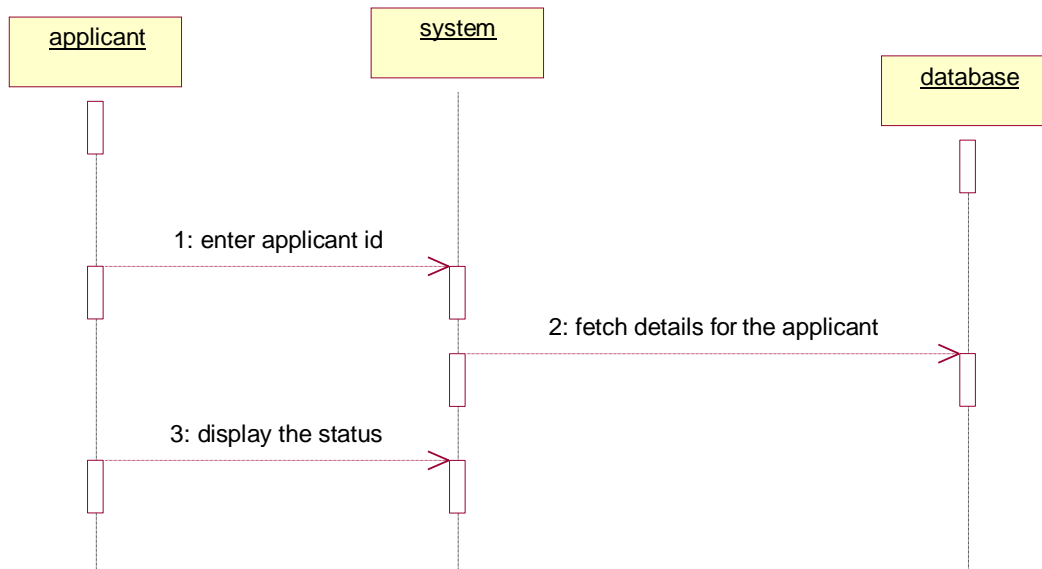 applicant
system
database
1: enter applicant id
2: fetch details for the applicant
3: display the status